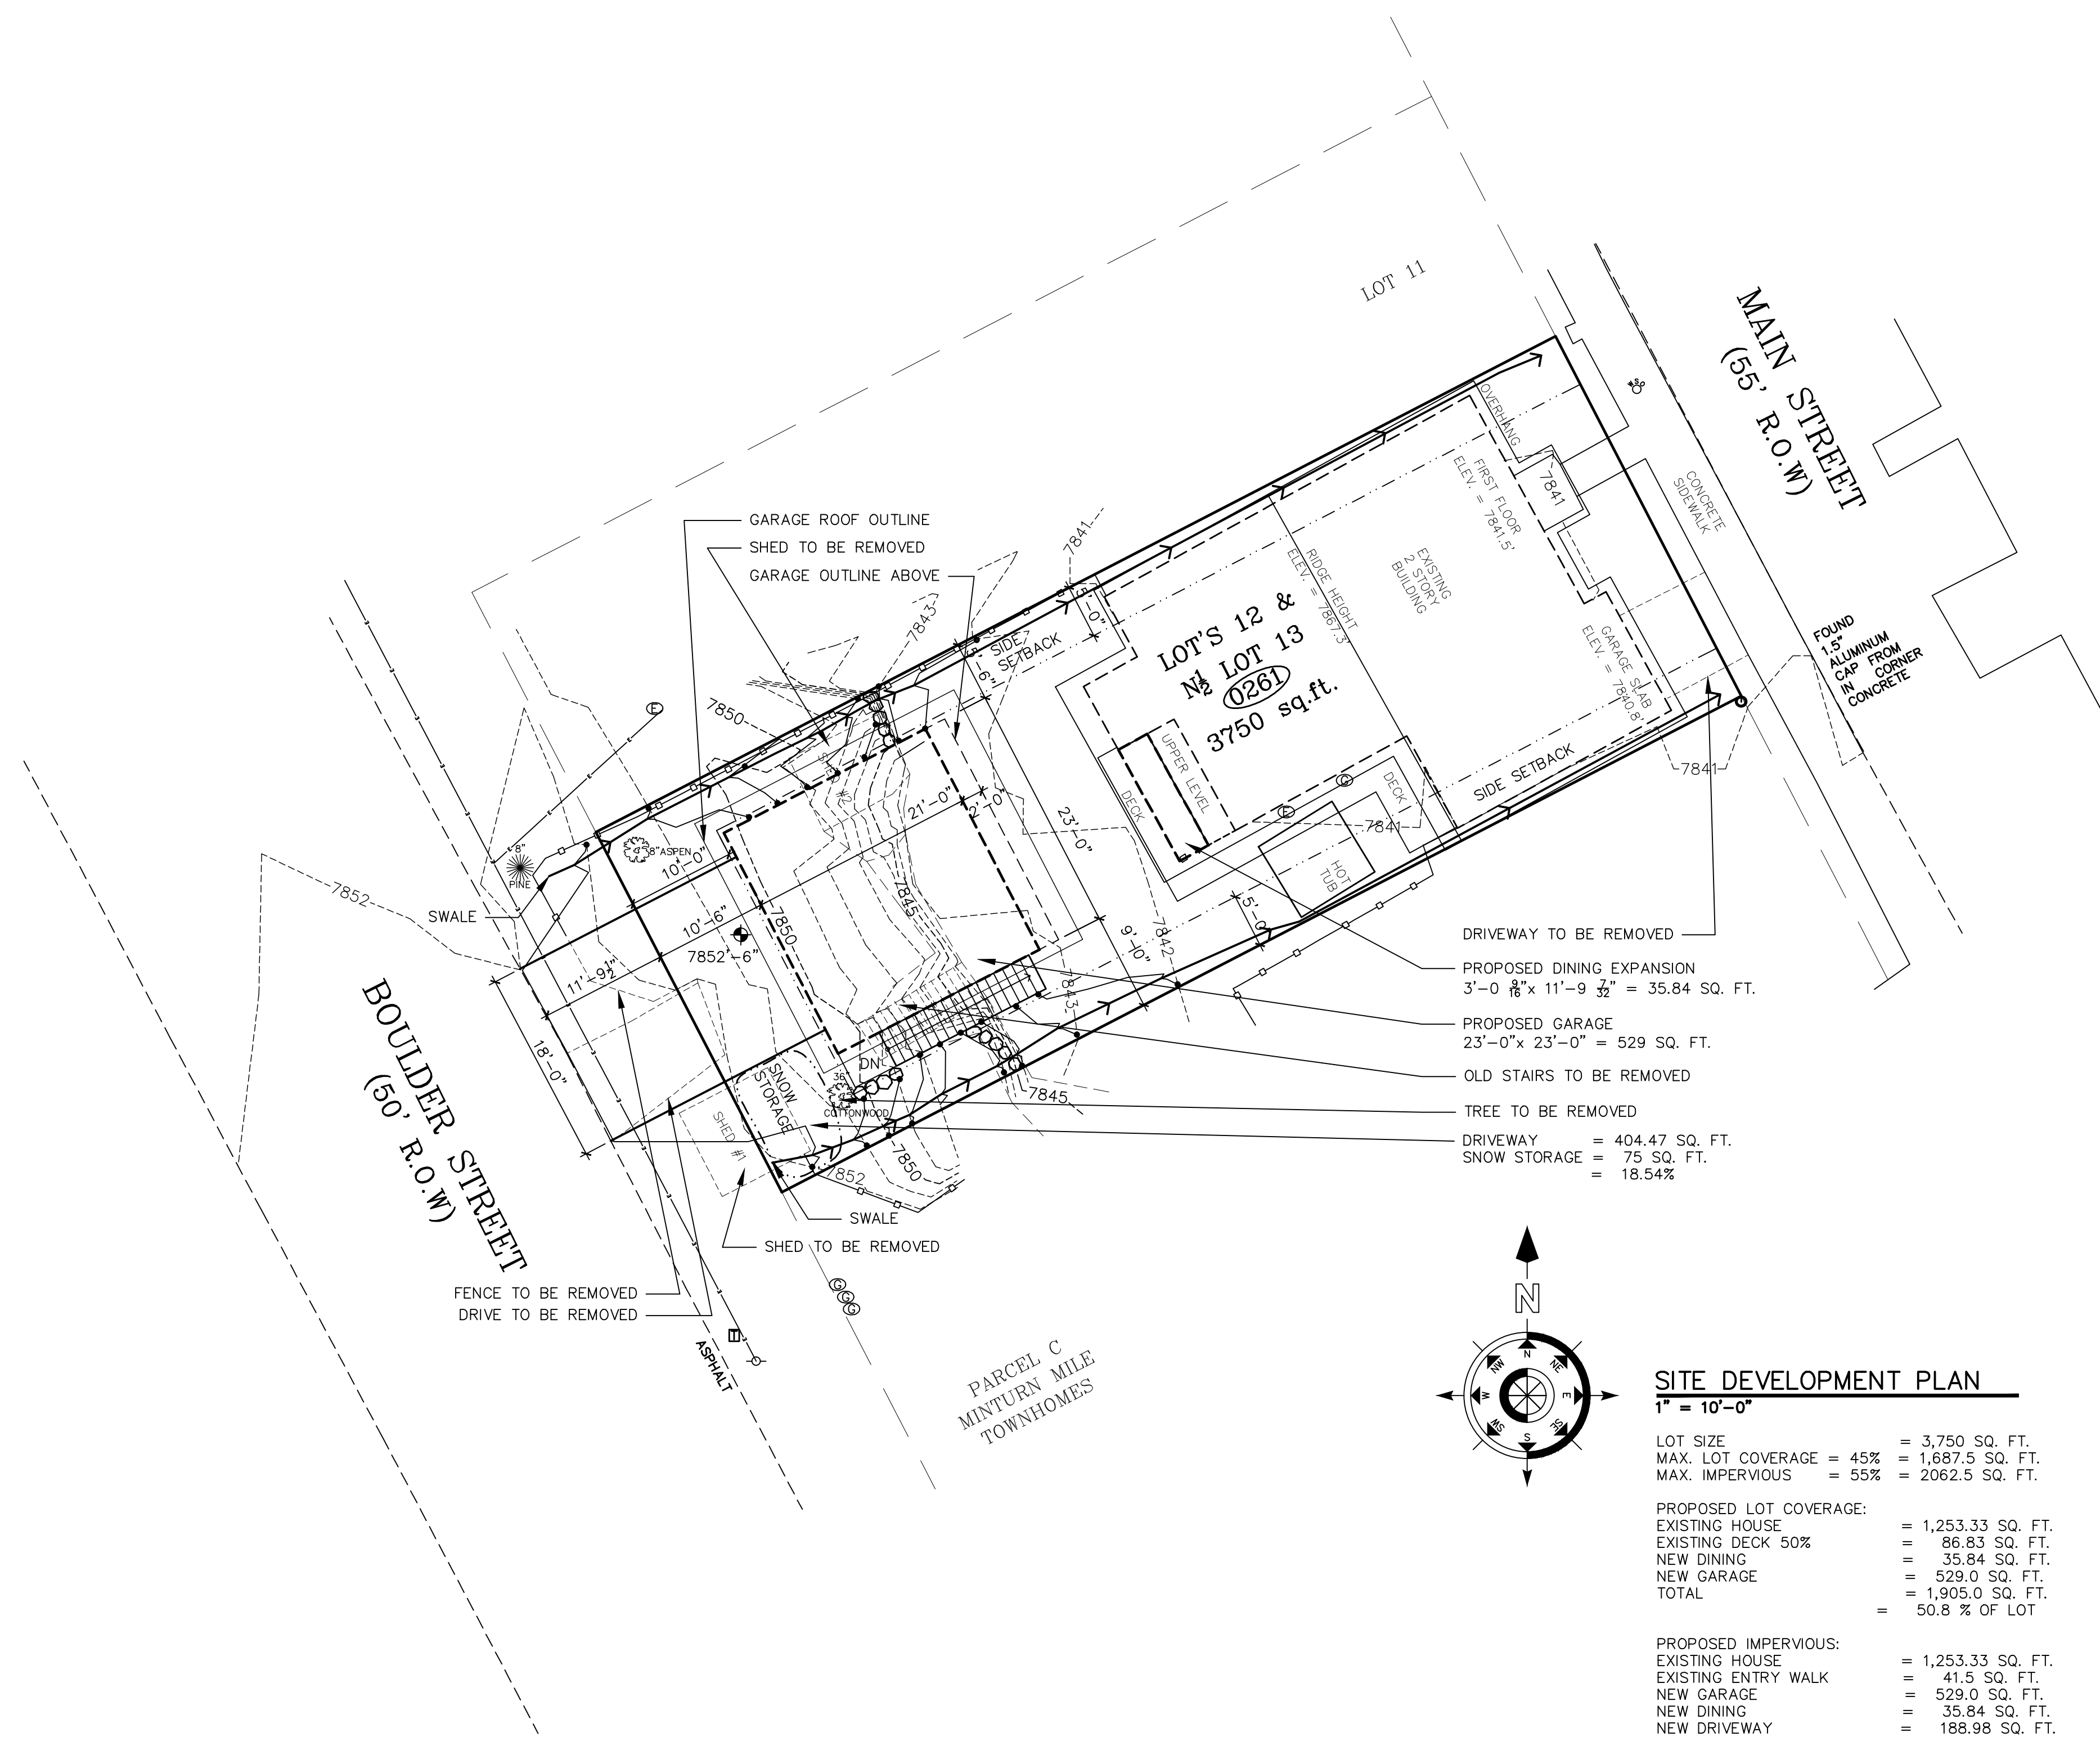 LOT 11
MAIN STREET
(55' R.O.W)
OVERHANG
FIRST FLOOR
ELEV. = 7841.5'
7841
CONCRETE
SIDEWALK
GARAGE ROOF OUTLINE
SHED TO BE REMOVED
GARAGE OUTLINE ABOVE
7841
7843
5'-0"
SIDE
SETBACK
RIDGE HEIGHT
ELEV. = 7867.3'
EXISTING
2 STORY
BUILDING
LOT'S 12 &
N½ LOT 13
0261
3750 sq.ft.
GARAGE SLAB
ELEV. = 7840.8'
FOUND
1.5"
ALUMINUM
CAP FROM
IN CORNER
CONCRETE
E
7850
SHED #2
UPPER LEVEL
DECK
G
E
DECK
SIDE SETBACK
7841
7841
8"
PINE
8"ASPEN
10'-0"
21'-0"
2'-0"
23'-0"
HOT
TUB
7852
SWALE
10'-6"
7850
7845
7852'-6"
11'-9½"
9'-10"
7842
5'-0"
7843
18'-0"
BOULDER STREET
(50' R.O.W)
DRIVEWAY TO BE REMOVED
PROPOSED DINING EXPANSION
3'-0 9/16"x 11'-9 7/32" = 35.84 SQ. FT.
PROPOSED GARAGE
23'-0"x 23'-0" = 529 SQ. FT.
OLD STAIRS TO BE REMOVED
TREE TO BE REMOVED
DRIVEWAY = 404.47 SQ. FT.
SNOW STORAGE = 75 SQ. FT.
= 18.54%
DN
SNOW
STORAGE
36"
COTTONWOOD
7845
SHED #1
7850
7852
SWALE
SHED TO BE REMOVED
FENCE TO BE REMOVED
DRIVE TO BE REMOVED
G
G
G
T
ASPHALT
PARCEL C
MINTURN MILE
TOWNHOMES
N
N
NE
E
SE
S
SW
W
NW
SITE DEVELOPMENT PLAN
1" = 10'-0"
LOT SIZE = 3,750 SQ. FT.
MAX. LOT COVERAGE = 45% = 1,687.5 SQ. FT.
MAX. IMPERVIOUS = 55% = 2062.5 SQ. FT.
PROPOSED LOT COVERAGE:
EXISTING HOUSE = 1,253.33 SQ. FT.
EXISTING DECK 50% = 86.83 SQ. FT.
NEW DINING = 35.84 SQ. FT.
NEW GARAGE = 529.0 SQ. FT.
TOTAL = 1,905.0 SQ. FT.
= 50.8 % OF LOT
PROPOSED IMPERVIOUS:
EXISTING HOUSE = 1,253.33 SQ. FT.
EXISTING ENTRY WALK = 41.5 SQ. FT.
NEW GARAGE = 529.0 SQ. FT.
NEW DINING = 35.84 SQ. FT.
NEW DRIVEWAY = 188.98 SQ. FT.